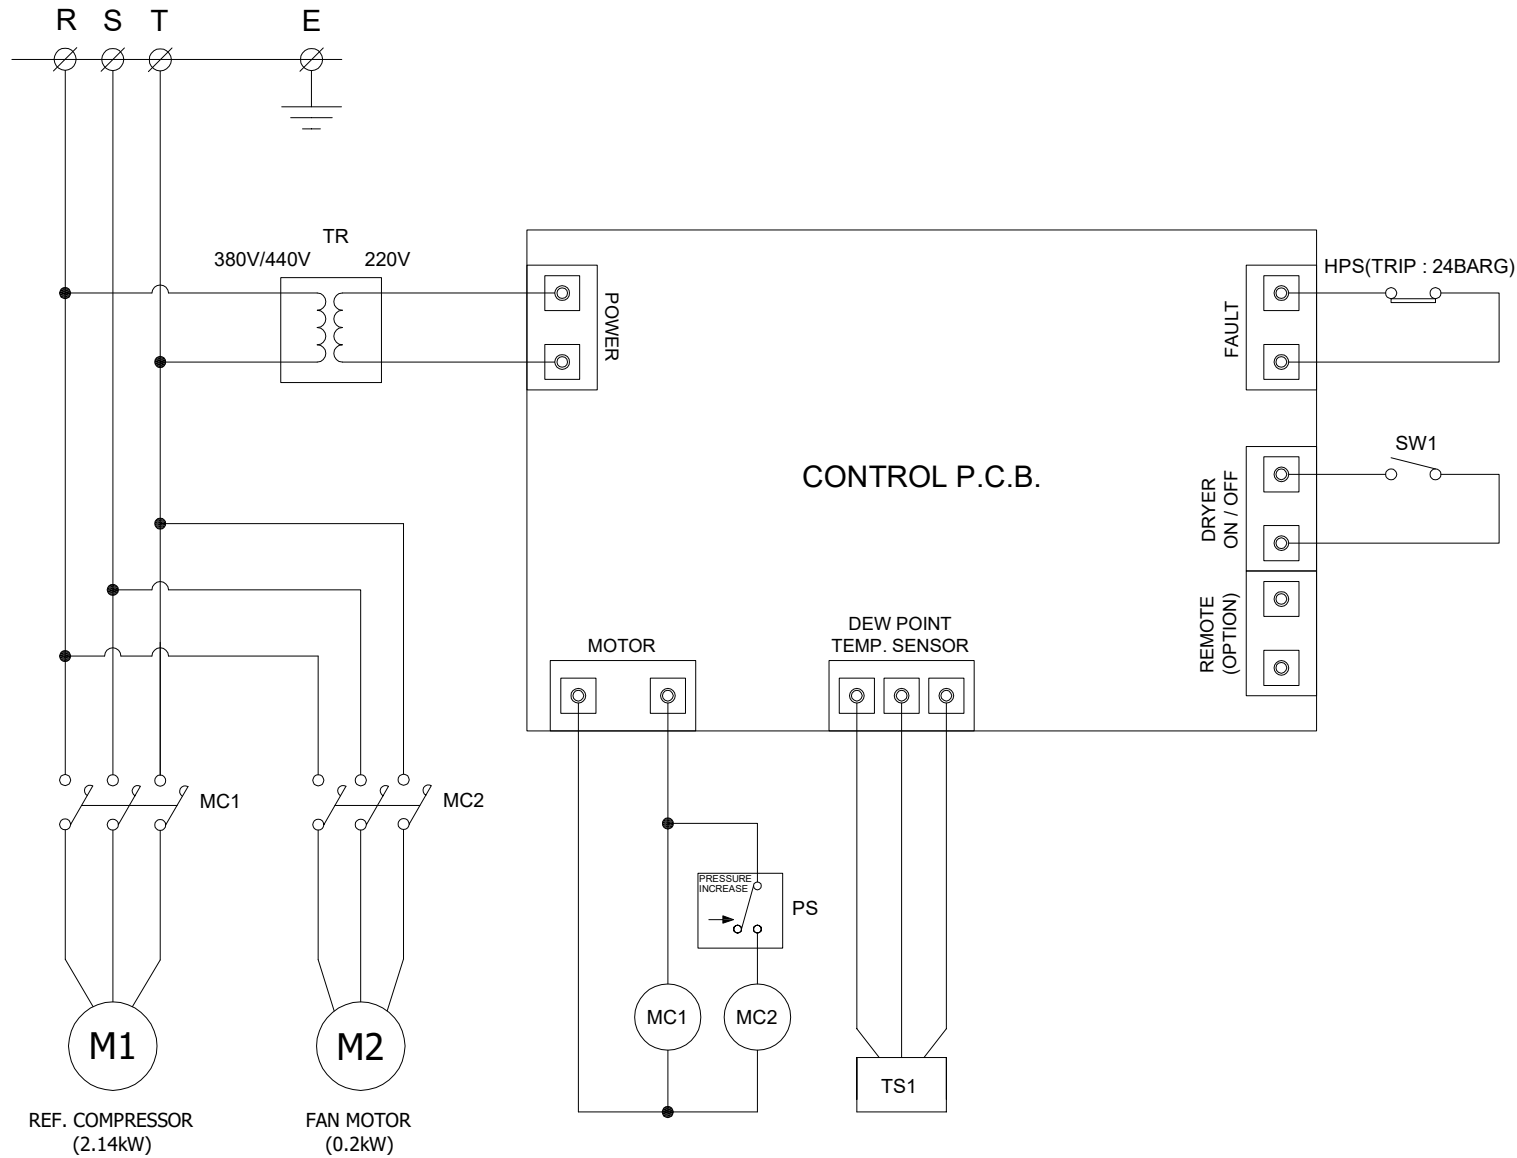 R S T E
TR
380V/440V 220V
POWER
FAULT
HPS(TRIP : 24BARG)
SW1
CONTROL P.C.B.
DRYER
ON / OFF
REMOTE
(OPTION)
MOTOR
DEW POINT
TEMP. SENSOR
MC1
MC2
PRESSURE
INCREASE
PS
MC1
MC2
M1
M2
TS1
REF. COMPRESSOR
(2.14kW)
FAN MOTOR
(0.2kW)